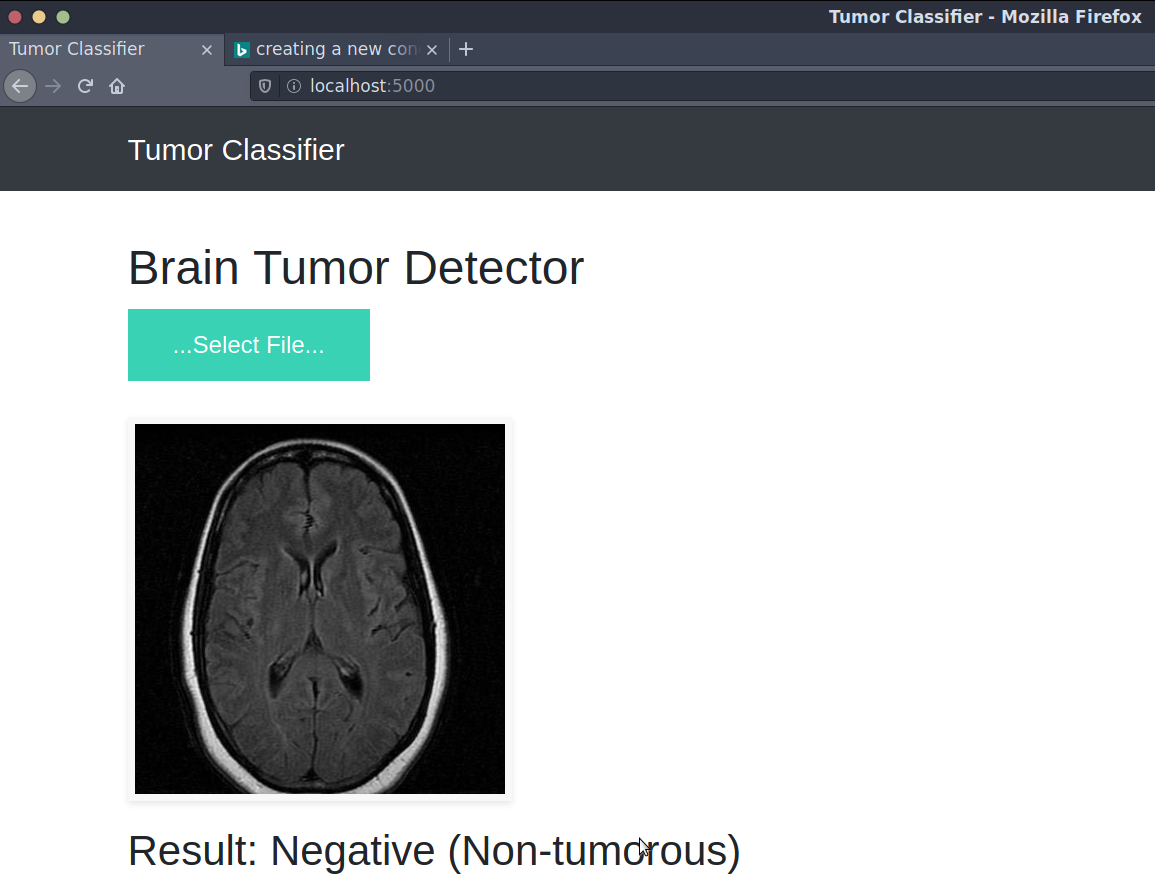 Tumor Classifier - Mozilla Firefox
Tumor Classifier
creating a new con
localhost:5000
Tumor Classifier
Brain Tumor Detector
...Select File...
Result: Negative (Non-tumorous)